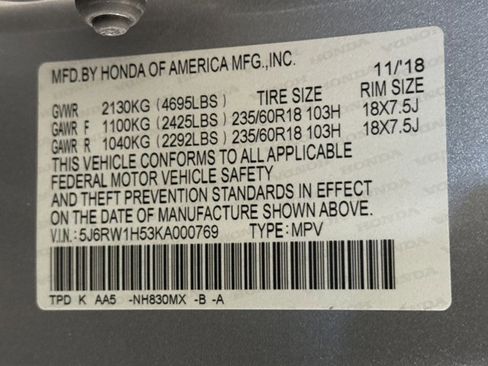 MFD.BY HONDA OF AMERICA MFG.,INC. 11/'18
GVWR 2130KG (4695LBS) TIRE SIZE RIM SIZE
GAWR F 1100KG (2425LBS) 235/60R18 103H 18X7.5J
GAWR R 1040KG (2292LBS) 235/60R18 103H 18X7.5J
THIS VEHICLE CONFORMS TO ALL APPLICABLE
FEDERAL MOTOR VEHICLE SAFETY
AND THEFT PREVENTION STANDARDS IN EFFECT
ON THE DATE OF MANUFACTURE SHOWN ABOVE.
V.I.N.: 5J6RW1H53KA000769 TYPE: MPV
TPD K AA5 -NH830MX -B -A